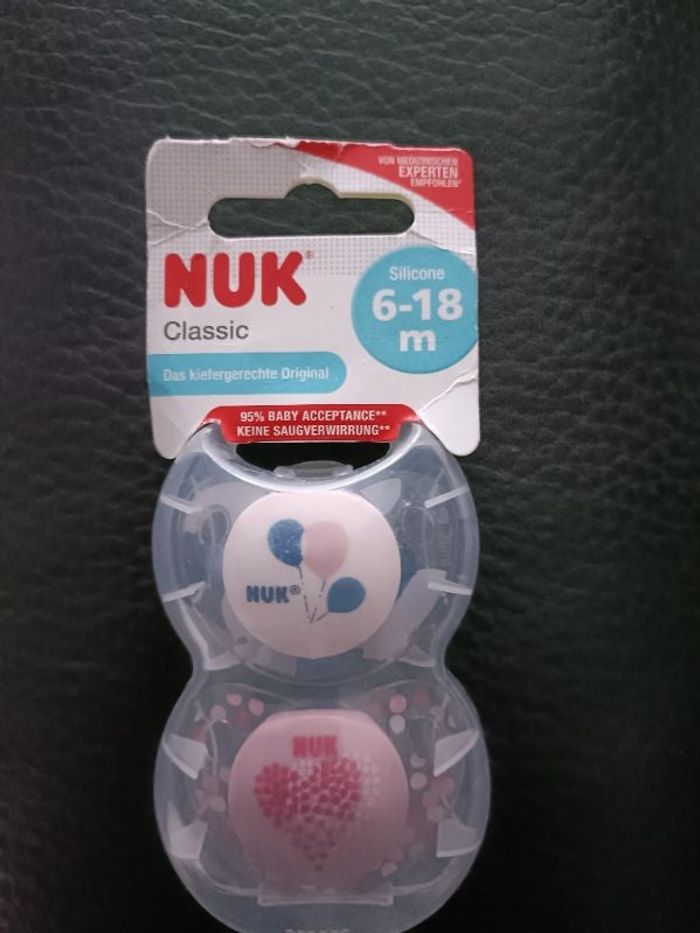 VON MEDIZINISCHEN
EXPERTEN
EMPFOHLEN*
NUK®
Classic
Silicone
6-18
m
Das kiefergerechte Original
95% BABY ACCEPTANCE**
KEINE SAUGVERWIRRUNG**
NUK®
NUK